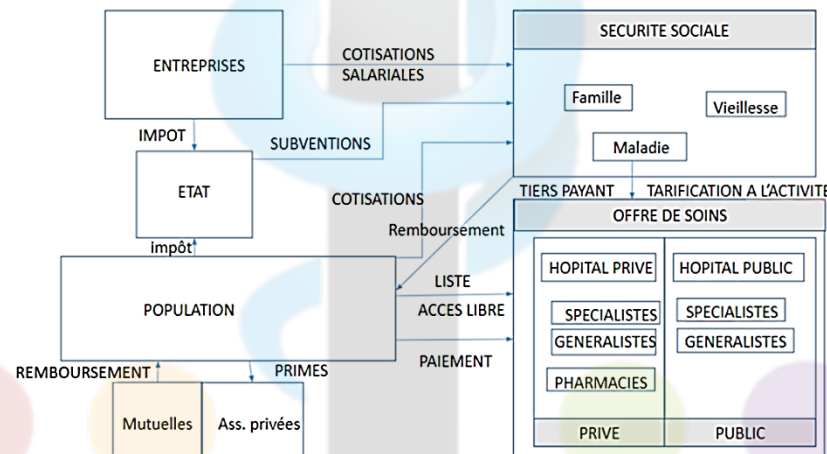 SECURITE SOCIALE
ENTREPRISES
COTISATIONS
SALARIALES
Famille
Vieillesse
IMPOT
SUBVENTIONS
Maladie
ETAT
TIERS PAYANT
TARIFICATION A L'ACTIVITE
COTISATIONS
OFFRE DE SOINS
Remboursement
impôt
HOPITAL PRIVE
HOPITAL PUBLIC
LISTE
POPULATION
ACCES LIBRE
SPECIALISTES
SPECIALISTES
GENERALISTES
GENERALISTES
PAIEMENT
REMBOURSEMENT
PRIMES
PHARMACIES
Mutuelles
Ass. privées
PRIVE
PUBLIC